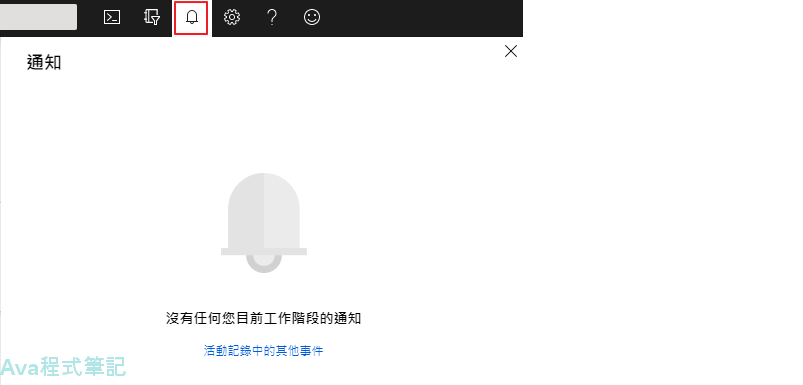 通知
沒有任何您目前工作階段的通知
活動記錄中的其他事件
Ava程式筆記